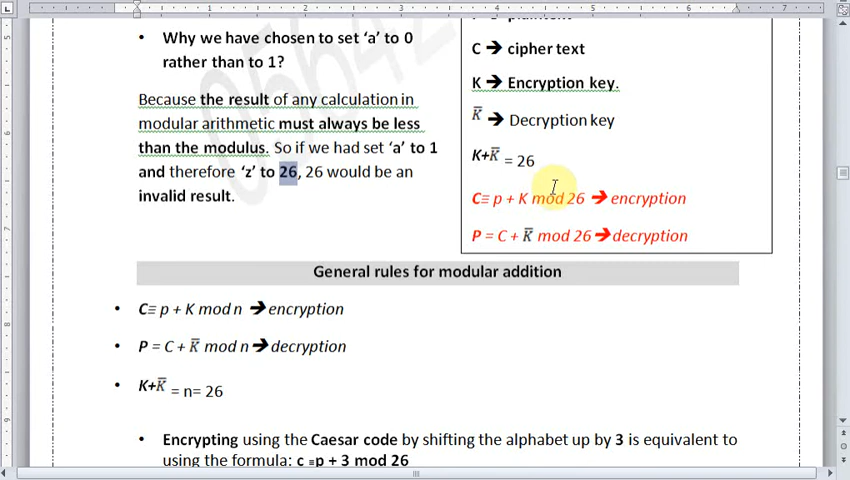 • Why we have chosen to set ‘a’ to 0
rather than to 1?
Because the result of any calculation in
modular arithmetic must always be less
than the modulus. So if we had set ‘a’ to 1
and therefore ‘z’ to 26, 26 would be an
invalid result.
C → cipher text
K → Encryption key.
K̅ → Decryption key
K+K̅ = 26
C≡ p + K mod 26 → encryption
P = C + K̅ mod 26→decryption
General rules for modular addition
• C≡ p + K mod n → encryption
• P = C + K̅ mod n→decryption
• K+K̅ = n= 26
• Encrypting using the Caesar code by shifting the alphabet up by 3 is equivalent to
using the formula: c ≡p + 3 mod 26